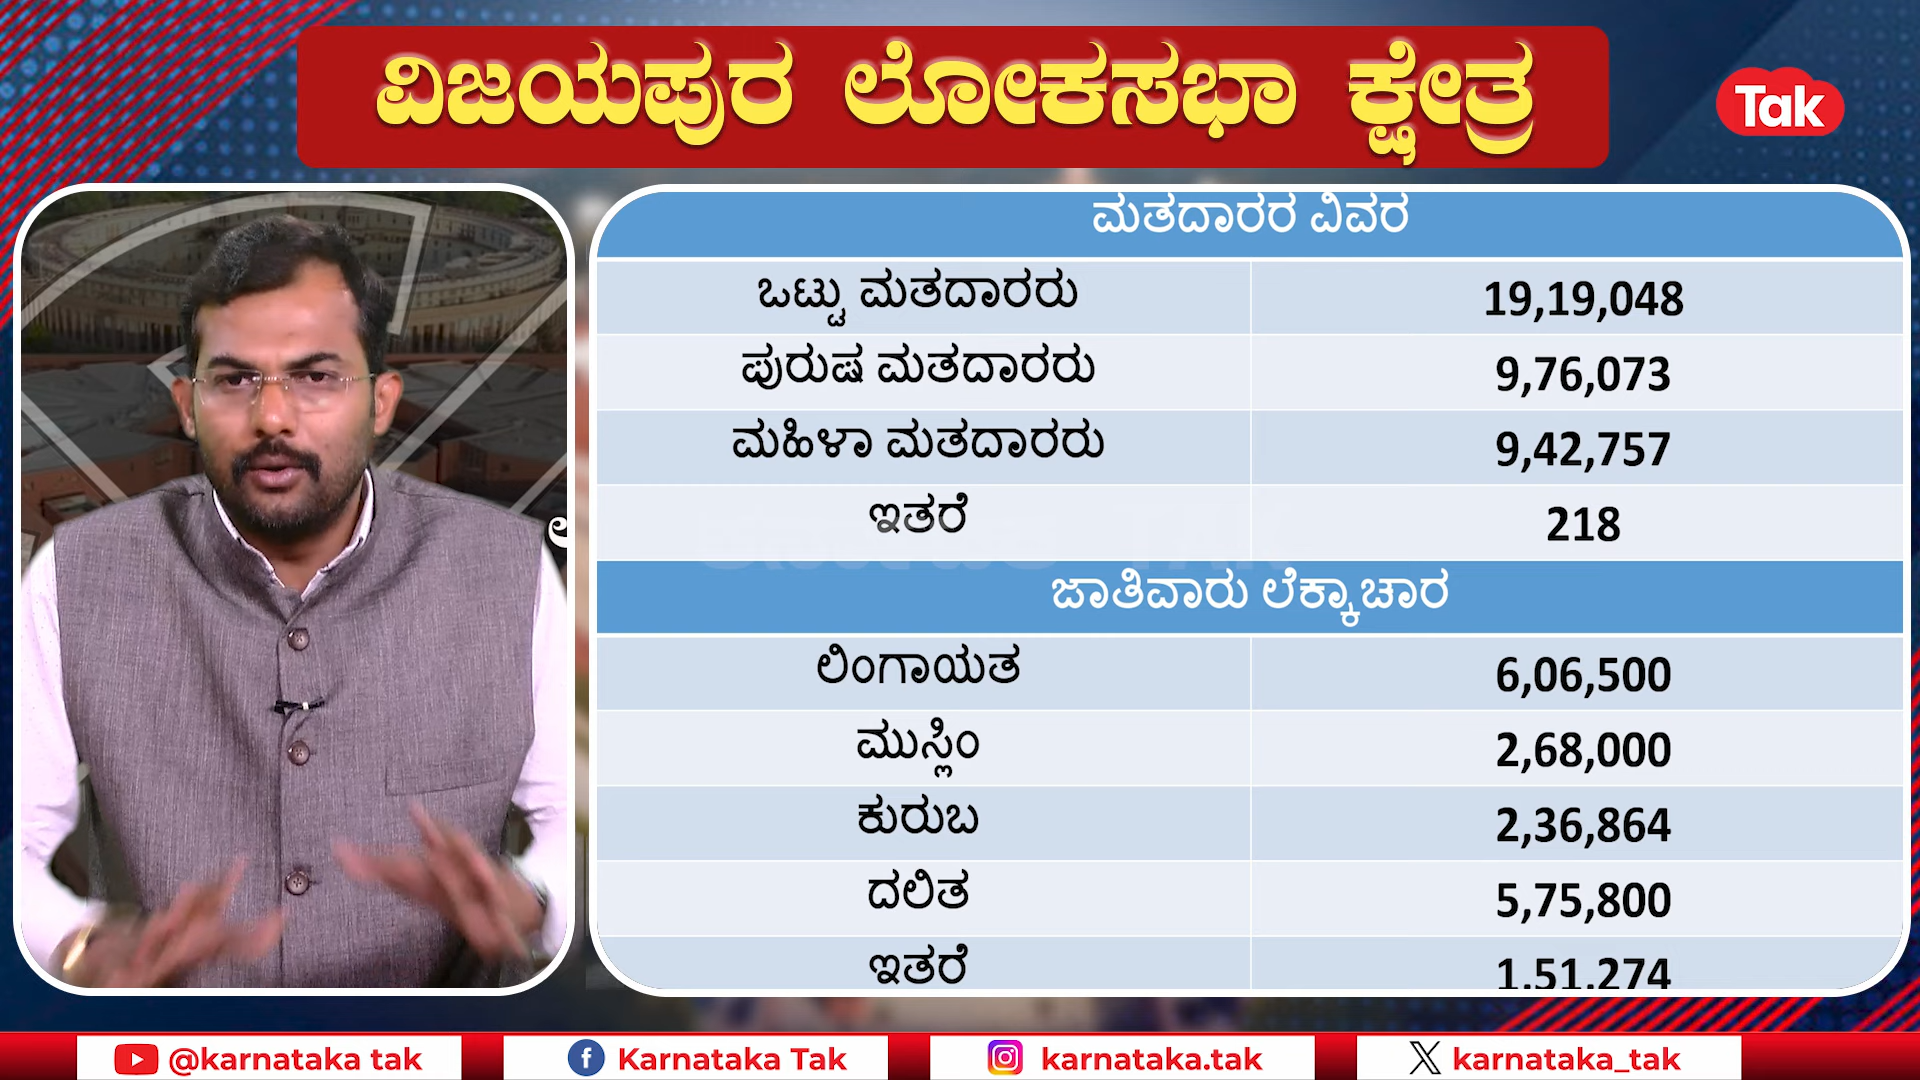 ವಿಜಯಪುರ ಲೋಕಸಭಾ ಕ್ಷೇತ್ರ
Tak
ಮತದಾರರ ವಿವರ
ಒಟ್ಟು ಮತದಾರರು 19,19,048
ಪುರುಷ ಮತದಾರರು 9,76,073
ಮಹಿಳಾ ಮತದಾರರು 9,42,757
ಇತರೆ 218
ಜಾತಿವಾರು ಲೆಕ್ಕಾಚಾರ
ಲಿಂಗಾಯತ 6,06,500
ಮುಸ್ಲಿಂ 2,68,000
ಕುರುಬ 2,36,864
ದಲಿತ 5,75,800
ಇತರೆ 1,51,274
@karnataka tak Karnataka Tak karnataka.tak karnataka_tak